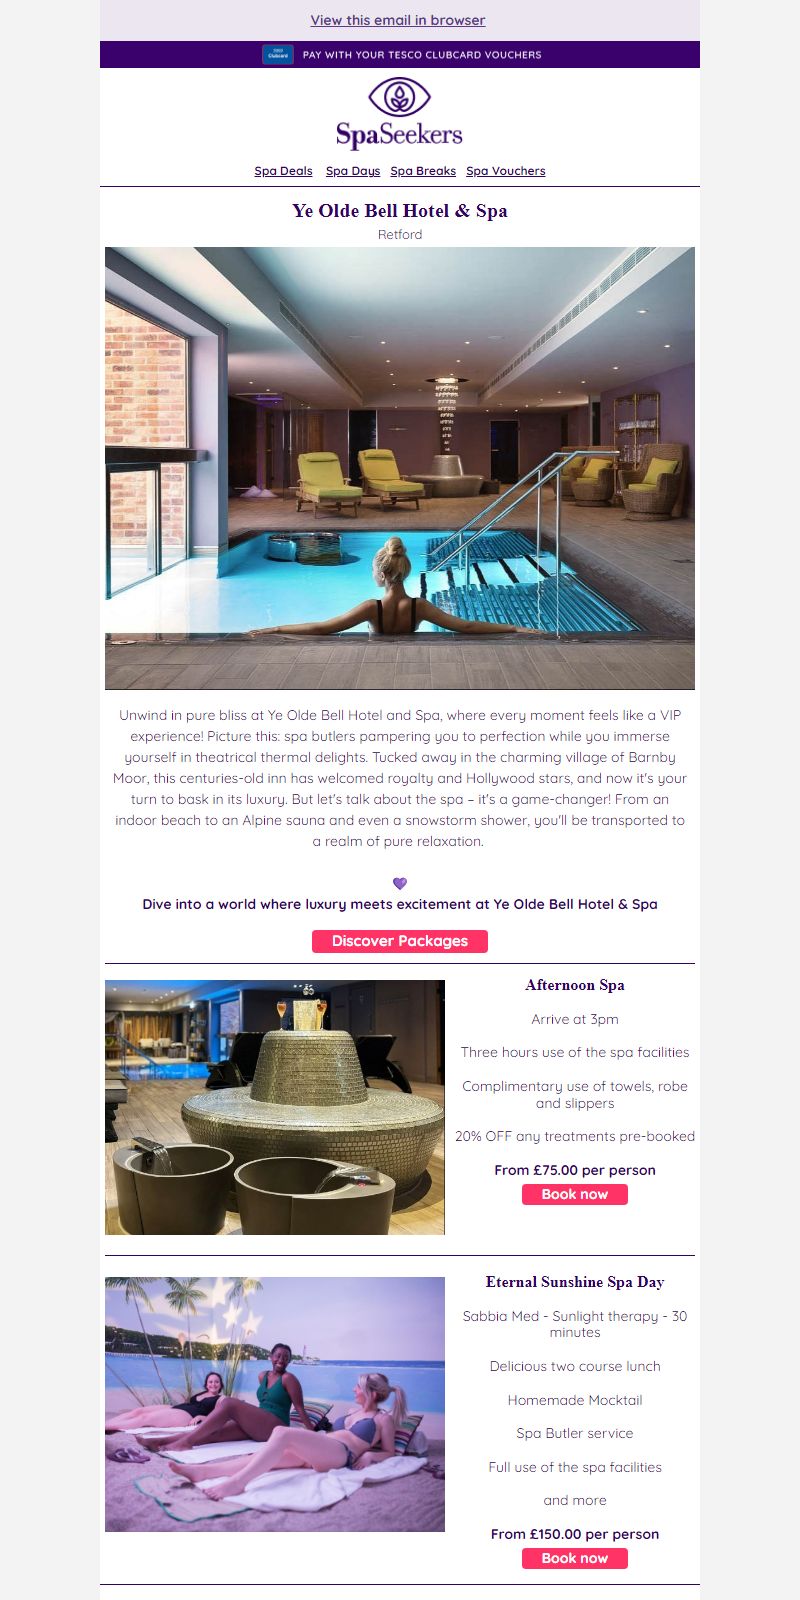 View this email in browser
Clubcard
PAY WITH YOUR TESCO CLUBCARD VOUCHERS
SpaSeekers
Spa Deals Spa Days Spa Breaks Spa Vouchers
Ye Olde Bell Hotel & Spa
Retford
Unwind in pure bliss at Ye Olde Bell Hotel and Spa, where every moment feels like a VIP
experience! Picture this: spa butlers pampering you to perfection while you immerse
yourself in theatrical thermal delights. Tucked away in the charming village of Barnby
Moor, this centuries-old inn has welcomed royalty and Hollywood stars, and now it's your
turn to bask in its luxury. But let's talk about the spa – it's a game-changer! From an
indoor beach to an Alpine sauna and even a snowstorm shower, you'll be transported to
a realm of pure relaxation.
💜
Dive into a world where luxury meets excitement at Ye Olde Bell Hotel & Spa
Discover Packages
Afternoon Spa
Arrive at 3pm
Three hours use of the spa facilities
Complimentary use of towels, robe
and slippers
20% OFF any treatments pre-booked
From £75.00 per person
Book now
Eternal Sunshine Spa Day
Sabbia Med - Sunlight therapy - 30
minutes
Delicious two course lunch
Homemade Mocktail
Spa Butler service
Full use of the spa facilities
and more
From £150.00 per person
Book now